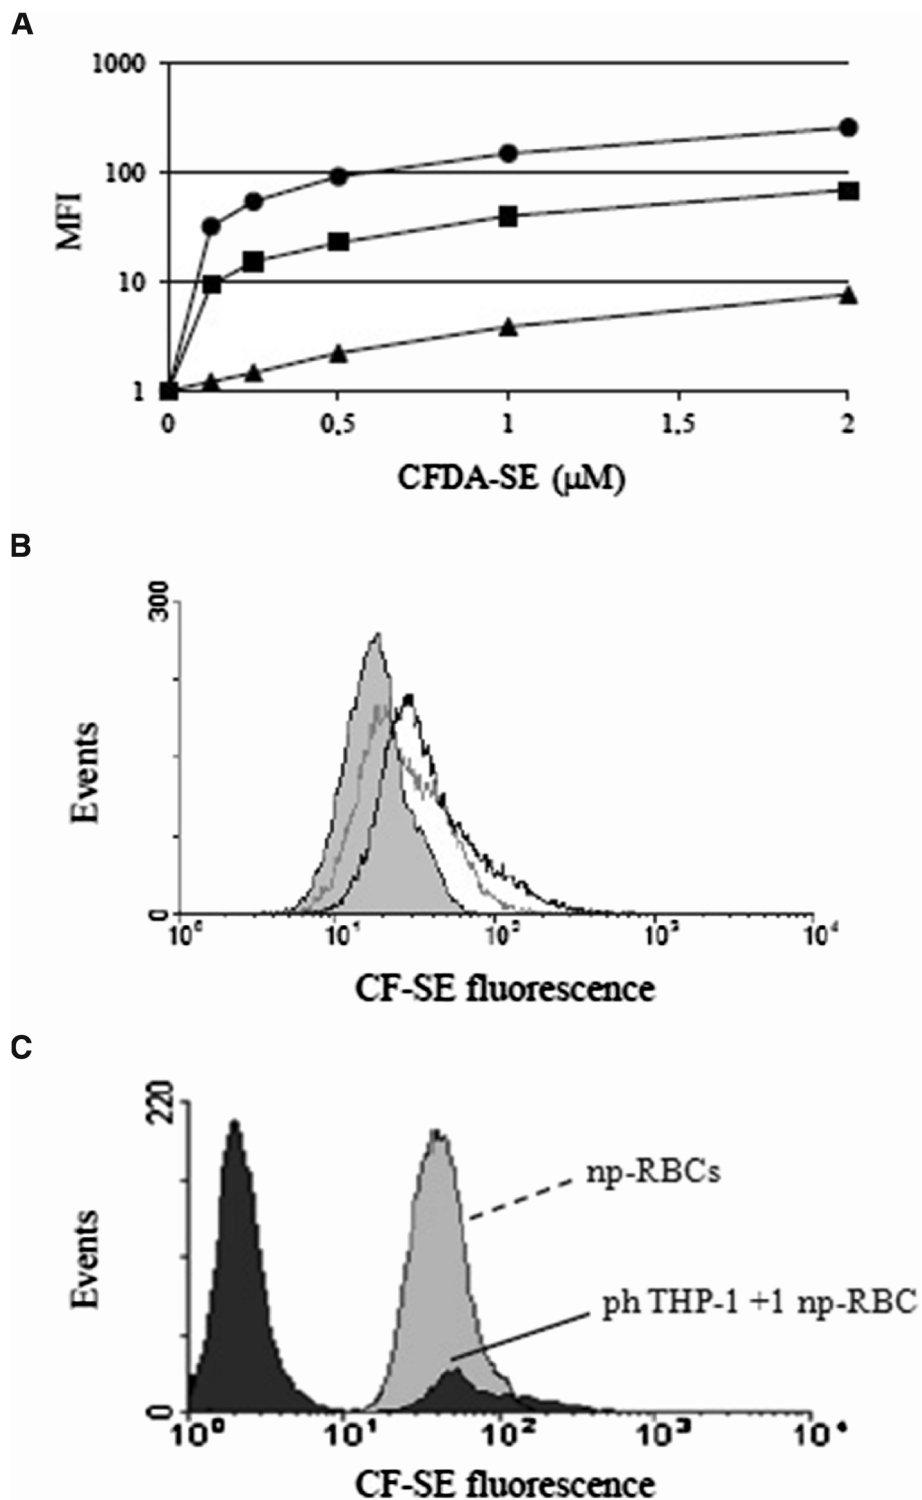 A
1000
100
10
1
MFI
0
0.5
1
1.5
2
CFDA-SE (μM)
B
300
0
Events
10⁰ 10¹ 10² 10³ 10⁴
CF-SE fluorescence
C
220
0
Events
np-RBCs
ph THP-1 +1 np-RBC
10⁰ 10¹ 10² 10³ 10⁴
CF-SE fluorescence